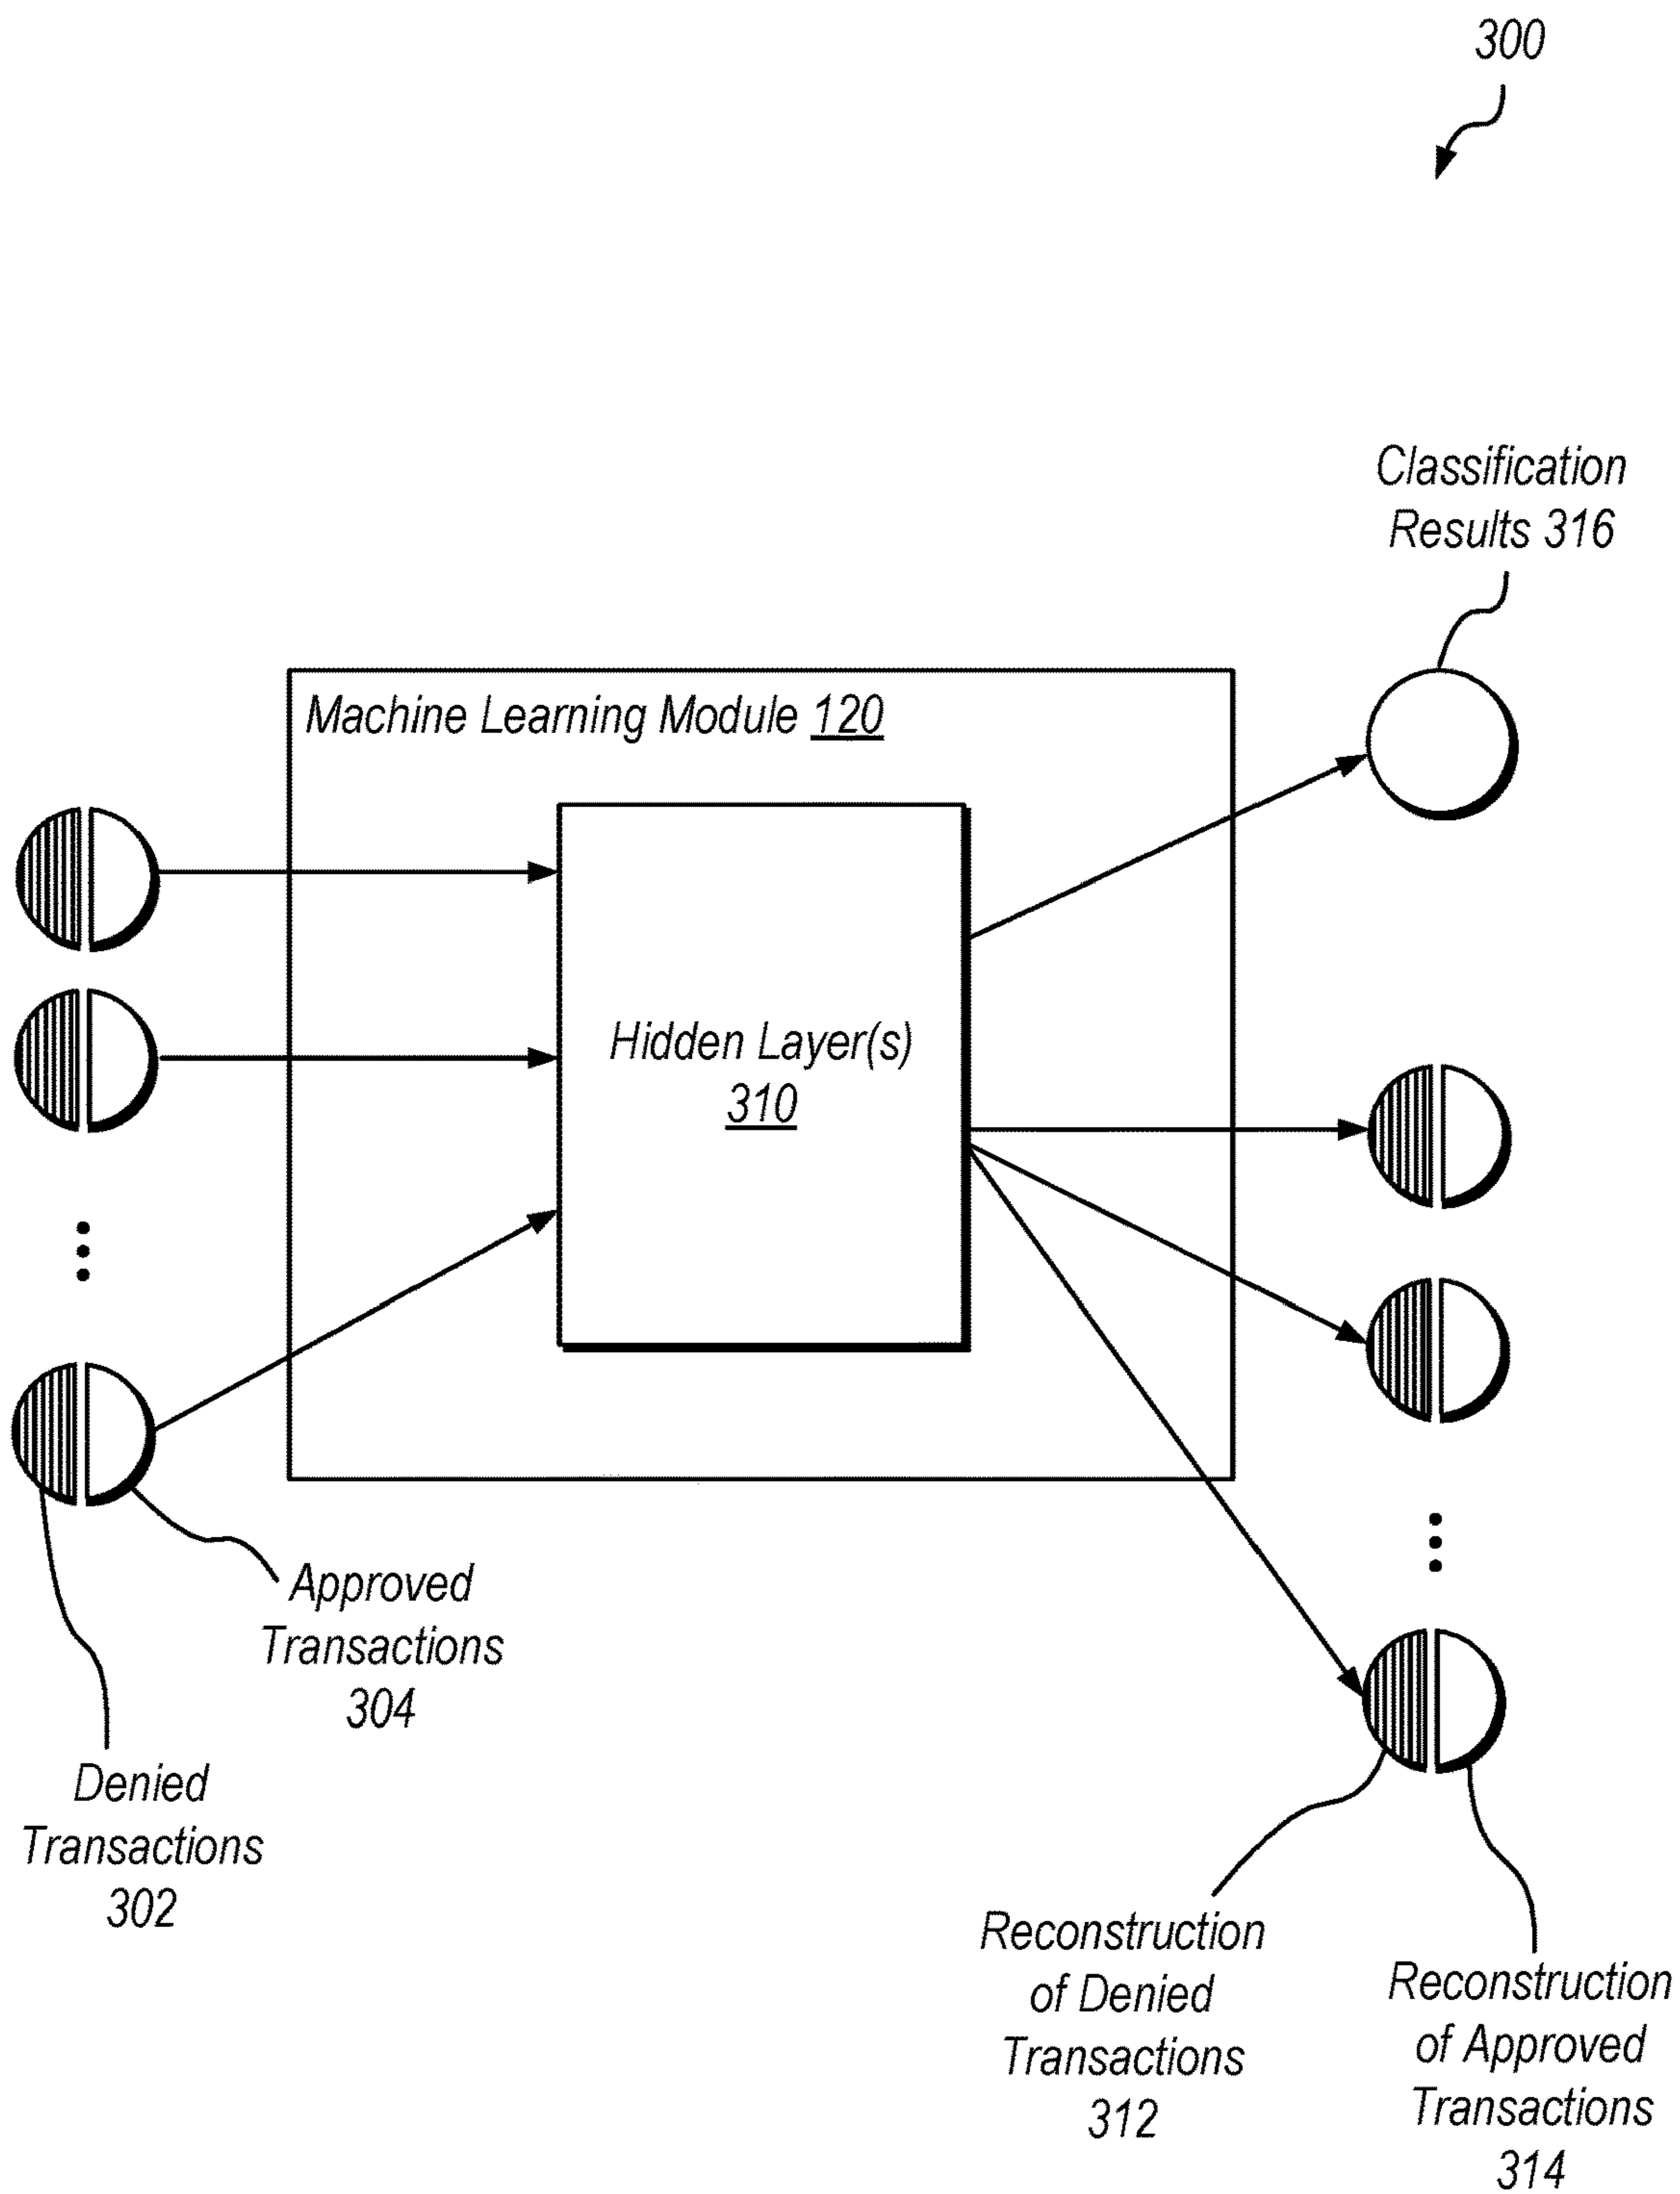 300
Classification
Results 316
Machine Learning Module 120
Hidden Layer(s)
310
Approved
Transactions
304
Denied
Transactions
302
Reconstruction
of Denied
Transactions
312
Reconstruction
of Approved
Transactions
314